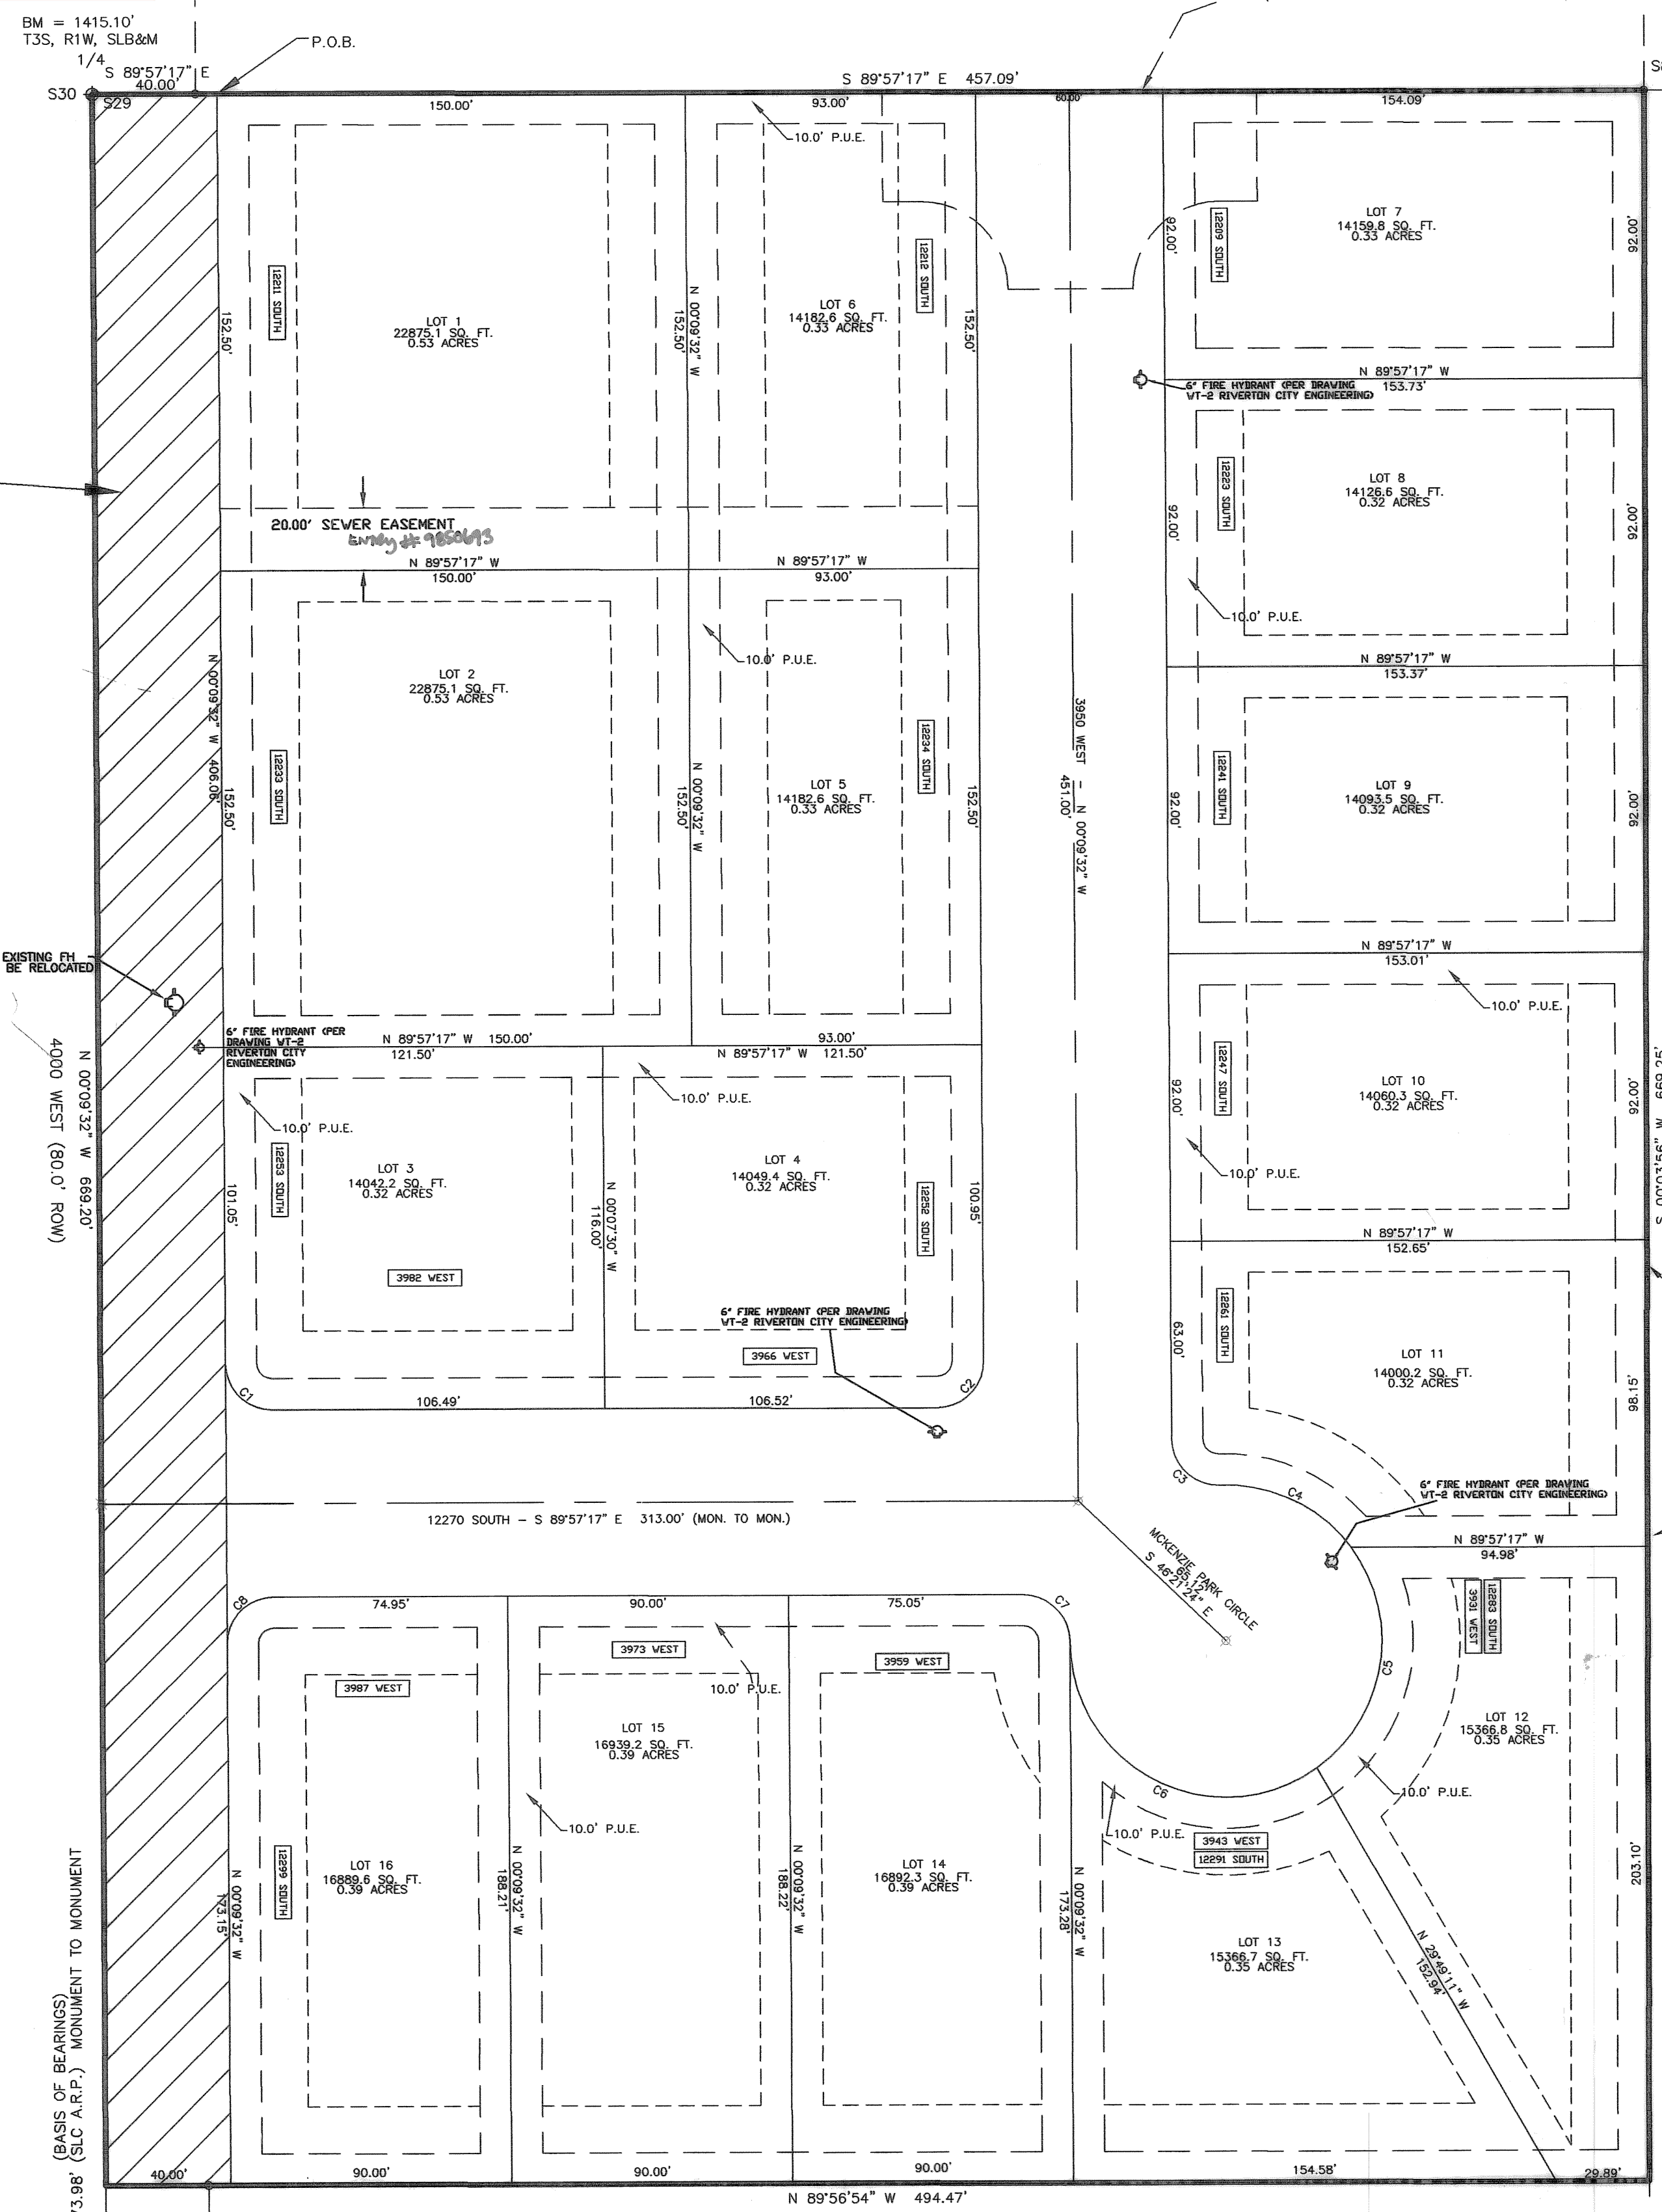 BM = 1415.10'
T3S, R1W, SLB&M
1/4
S30
S29
S 89°57'17" E
40.00'
P.O.B.
S 89°57'17" E 457.09'
150.00'
93.00'
60.00'
154.09'
10.0' P.U.E.
12211 SOUTH
152.50'
LOT 1
22875.1 SQ. FT.
0.53 ACRES
N 00°09'32" W
152.50'
LOT 6
14182.6 SQ. FT.
0.33 ACRES
12212 SOUTH
152.50'
92.00'
12209 SOUTH
LOT 7
14159.8 SQ. FT.
0.33 ACRES
92.00'
N 89°57'17" W
153.73'
6" FIRE HYDRANT (PER DRAWING
WT-2 RIVERTON CITY ENGINEERING)
20.00' SEWER EASEMENT
ENTRY # 9850693
N 89°57'17" W
150.00'
N 89°57'17" W
93.00'
92.00'
12223 SOUTH
LOT 8
14126.6 SQ. FT.
0.32 ACRES
92.00'
10.0' P.U.E.
N 89°57'17" W
153.37'
N 00°09'32" W 406.06'
152.50'
12233 SOUTH
LOT 2
22875.1 SQ. FT.
0.53 ACRES
10.0' P.U.E.
N 00°09'32" W
152.50'
LOT 5
14182.6 SQ. FT.
0.33 ACRES
12234 SOUTH
152.50'
3950 WEST - N 00°09'32" W
451.00'
92.00'
12241 SOUTH
LOT 9
14093.5 SQ. FT.
0.32 ACRES
92.00'
N 89°57'17" W
153.01'
10.0' P.U.E.
EXISTING FH
BE RELOCATED
6" FIRE HYDRANT (PER
DRAWING WT-2
RIVERTON CITY
ENGINEERING)
N 89°57'17" W 150.00'
121.50'
93.00'
N 89°57'17" W 121.50'
4000 WEST (80.0' ROW)
N 00°09'32" W 669.20'
10.0' P.U.E.
10.0' P.U.E.
12253 SOUTH
101.05'
LOT 3
14042.2 SQ. FT.
0.32 ACRES
3982 WEST
N 00°07'30" W
116.00'
LOT 4
14049.4 SQ. FT.
0.32 ACRES
12252 SOUTH
100.95'
92.00'
12247 SOUTH
LOT 10
14060.3 SQ. FT.
0.32 ACRES
92.00'
10.0' P.U.E.
S 00°03'56" W 669.25'
N 89°57'17" W
152.65'
6" FIRE HYDRANT (PER DRAWING
WT-2 RIVERTON CITY ENGINEERING)
3966 WEST
C1
106.49'
106.52'
C2
63.00'
12261 SOUTH
LOT 11
14000.2 SQ. FT.
0.32 ACRES
98.15'
C3
C4
6" FIRE HYDRANT (PER DRAWING
WT-2 RIVERTON CITY ENGINEERING)
12270 SOUTH - S 89°57'17" E 313.00' (MON. TO MON.)
N 89°57'17" W
94.98'
MCKENZIE PARK CIRCLE
65.12'
S 46°21'24" E
C8
74.95'
90.00'
75.05'
C7
3987 WEST
3973 WEST
3959 WEST
10.0' P.U.E.
12283 SOUTH
3931 WEST
C5
LOT 12
15366.8 SQ. FT.
0.35 ACRES
LOT 15
16939.2 SQ. FT.
0.39 ACRES
10.0' P.U.E.
C6
10.0' P.U.E.
10.0' P.U.E.
3943 WEST
12291 SOUTH
LOT 16
16889.6 SQ. FT.
0.39 ACRES
12299 SOUTH
N 00°09'32" W
173.15'
N 00°09'32" W
188.21'
N 00°09'32" W
188.22'
LOT 14
16892.3 SQ. FT.
0.39 ACRES
N 00°09'32" W
173.28'
LOT 13
15366.7 SQ. FT.
0.35 ACRES
N 29°49'11" W
152.94'
203.10'
(BASIS OF BEARINGS)
73.98' (SLC A.R.P.) MONUMENT TO MONUMENT
40.00'
90.00'
90.00'
90.00'
154.58'
29.89'
N 89°56'54" W 494.47'